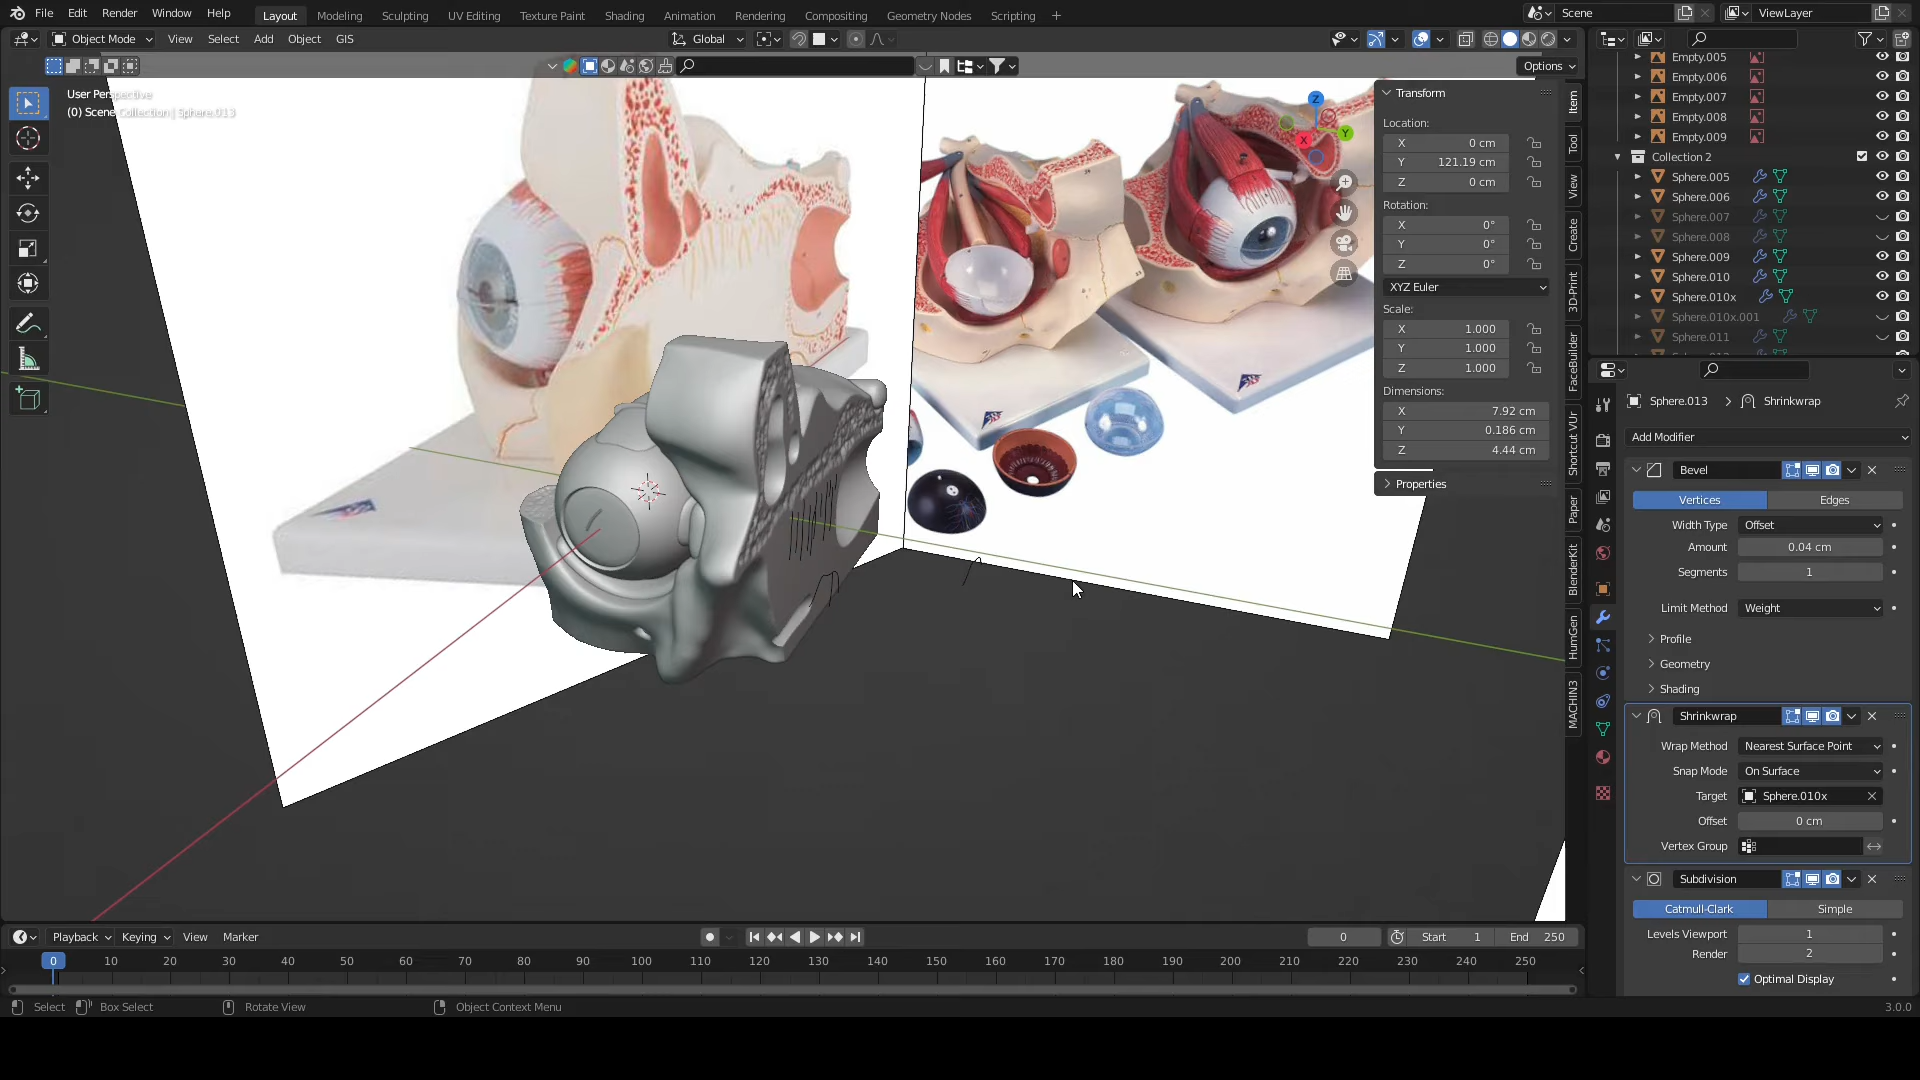 File Edit Render Window Help Layout Modeling Sculpting UV Editing Texture Paint Shading Animation Rendering Compositing Geometry Nodes Scripting + Scene ViewLayer
Object Mode View Select Add Object GIS Global
Options
User Perspective
(0) Scene Collection | Sphere.013
Z
Y
X
Transform
Location:
X 0 cm
Y 121.19 cm
Z 0 cm
Rotation:
X 0°
Y 0°
Z 0°
XYZ Euler
Scale:
X 1.000
Y 1.000
Z 1.000
Dimensions:
X 7.92 cm
Y 0.186 cm
Z 4.44 cm
Properties
Item
Tool
View
Create
3D-Print
FaceBuilder
Shortcut VUr
Paper
BlenderKit
HumGen
MACHIN3
Empty.005
Empty.006
Empty.007
Empty.008
Empty.009
Collection 2
Sphere.005
Sphere.006
Sphere.007
Sphere.008
Sphere.009
Sphere.010
Sphere.010x
Sphere.010x.001
Sphere.011
Sphere.013 > Shrinkwrap
Add Modifier
Bevel
Vertices Edges
Width Type Offset
Amount 0.04 cm
Segments 1
Limit Method Weight
Profile
Geometry
Shading
Shrinkwrap
Wrap Method Nearest Surface Point
Snap Mode On Surface
Target Sphere.010x
Offset 0 cm
Vertex Group
Subdivision
Catmull-Clark Simple
Levels Viewport 1
Render 2
Optimal Display
Playback Keying View Marker 0 Start 1 End 250
0 10 20 30 40 50 60 70 80 90 100 110 120 130 140 150 160 170 180 190 200 210 220 230 240 250
Select Box Select Rotate View Object Context Menu 3.0.0